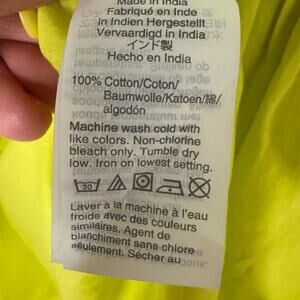 Made in India
Fabriqué en Inde
In Indien Hergestellt
Vervaardigd in India
インド製
Hecho en India
100% Cotton/Coton/
Baumwolle/Katoen/綿/
algodón
Machine wash cold with
like colors. Non-chlorine
bleach only. Tumble dry
low. Iron on lowest setting.
30
Laver à la machine à l'eau
froide avec des couleurs
similaires. Agent de
blanchiment sans chlore
seulement. Sécher au